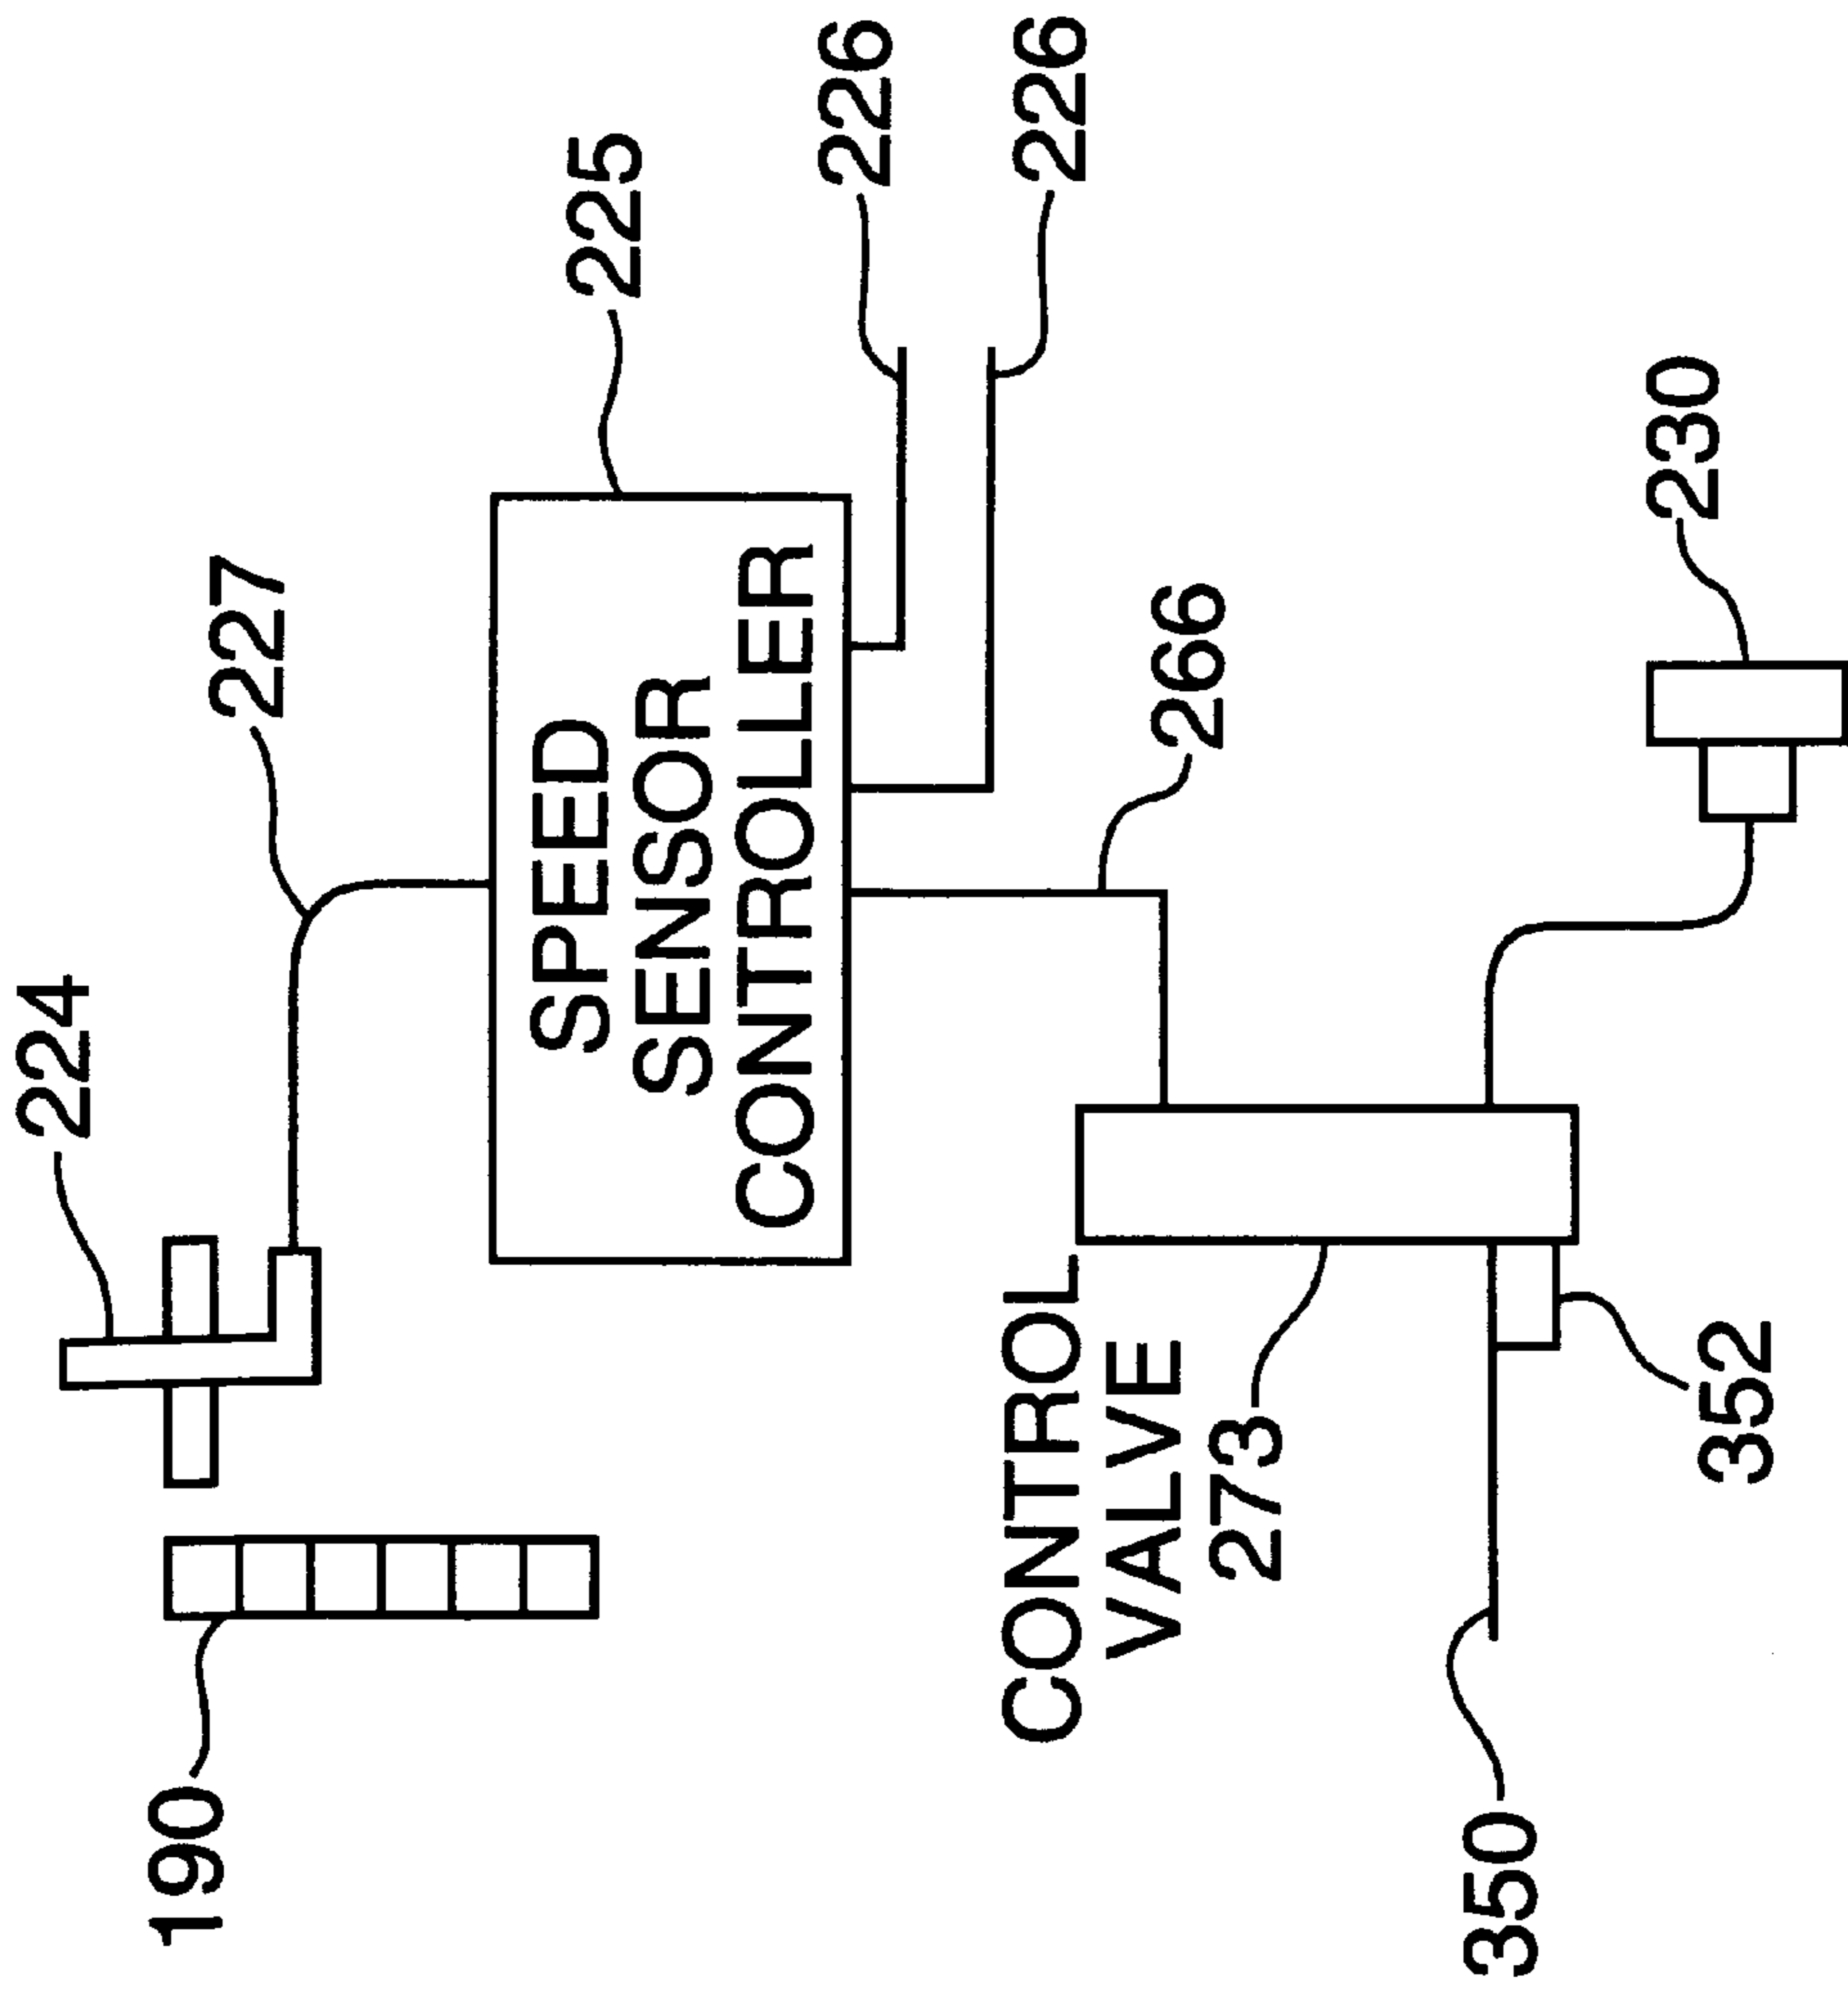 190
224
227
SPEED
SENSOR
CONTROLLER
225
226
226
CONTROL
VALVE
273
266
350
352
230